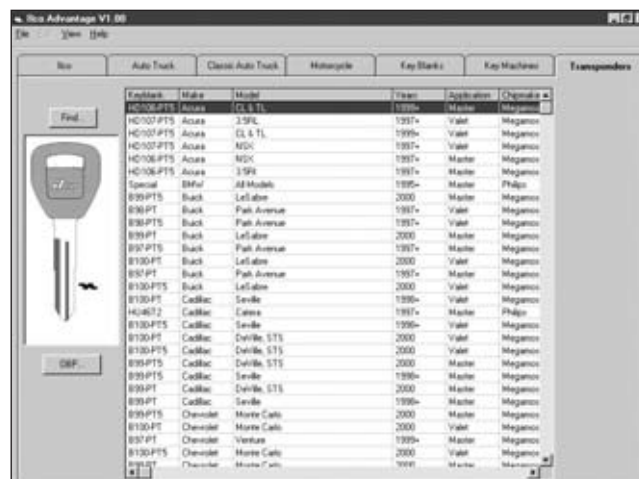 Ilco Advantage V1.00
File View Help
Ilco Auto Truck Classic Auto Truck Motorcycle Key Blanks Key Machines Transponders
Keyblank Make Model Years Application Chipmake
Find...
HD106-PT5 Acura CL & TL 1999+ Master Megamos
HD107-PT5 Acura 3.5RL 1997+ Valet Megamos
HD107-PT5 Acura CL & TL 1999+ Valet Megamos
HD107-PT5 Acura NSX 1997+ Valet Megamos
HD106-PT5 Acura NSX 1997+ Master Megamos
HD106-PT5 Acura 3.5Rl 1997+ Master Megamos
Special BMW All Models 1995+ Master Philips
B99-PT5 Buick LeSabre 2000 Master Megamos
B98-PT Buick Park Avenue 1997+ Valet Megamos
B98-PT5 Buick Park Avenue 1997+ Valet Megamos
B99-PT Buick LeSabre 2000 Master Megamos
B97-PT5 Buick Park Avenue 1997+ Master Megamos
B100-PT Buick LeSabre 2000 Valet Megamos
B97-PT Buick Park Avenue 1997+ Master Megamos
B100-PT5 Buick LeSabre 2000 Valet Megamos
B100-PT Cadillac Seville 1998+ Valet Megamos
HU46T2 Cadillac Catera 1997+ Master Philips
B100-PT5 Cadillac Seville 1998+ Valet Megamos
B100-PT Cadillac DeVille, STS 2000 Valet Megamos
B100-PT5 Cadillac DeVille, STS 2000 Valet Megamos
DBF...
B99-PT5 Cadillac DeVille, STS 2000 Master Megamos
B99-PT5 Cadillac Seville 1998+ Master Megamos
B99-PT Cadillac DeVille, STS 2000 Master Megamos
B99-PT Cadillac Seville 1998+ Master Megamos
B99-PT5 Chevrolet Monte Carlo 2000 Master Megamos
B100-PT Chevrolet Monte Carlo 2000 Valet Megamos
B97-PT Chevrolet Venture 1999+ Master Megamos
B100-PT5 Chevrolet Monte Carlo 2000 Valet Megamos
B99-PT Chevrolet Monte Carlo 2000 Master Megamos